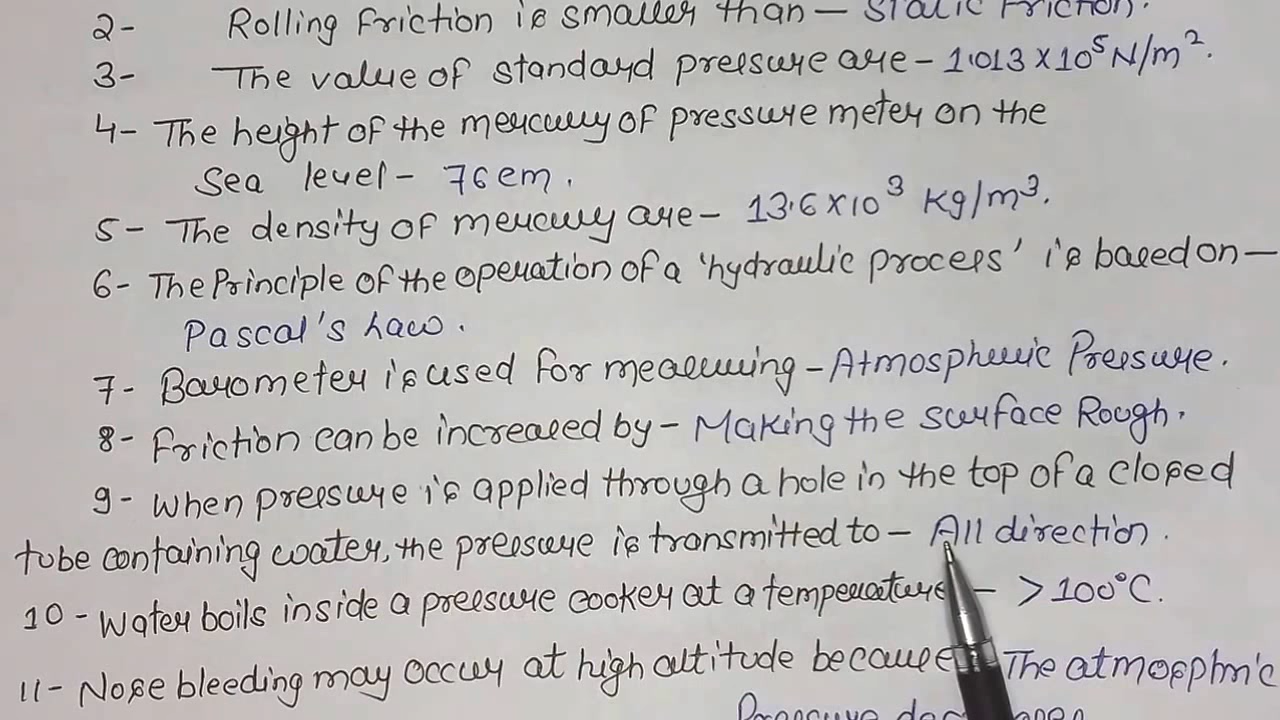 2- Rolling Friction is smaller than - Static Friction.
3- The value of standard pressure are - 1.013 x 10⁵ N/m².
4- The height of the mercury of pressure meter on the
Sea level - 76 cm.
5- The density of mercury are - 13.6 x 10³ Kg/m³.
6- The Principle of the operation of a 'hydraulic process' is based on -
Pascal's Law.
7- Barometer is used for measuring - Atmospheric Pressure.
8- Friction can be increased by - Making the surface Rough.
9- When pressure is applied through a hole in the top of a closed
tube containing water, the pressure is transmitted to - All direction.
10- Water boils inside a pressure cooker at a temperature - > 100°C.
11- Nose bleeding may occur at high altitude because The atmosphric
Pressure